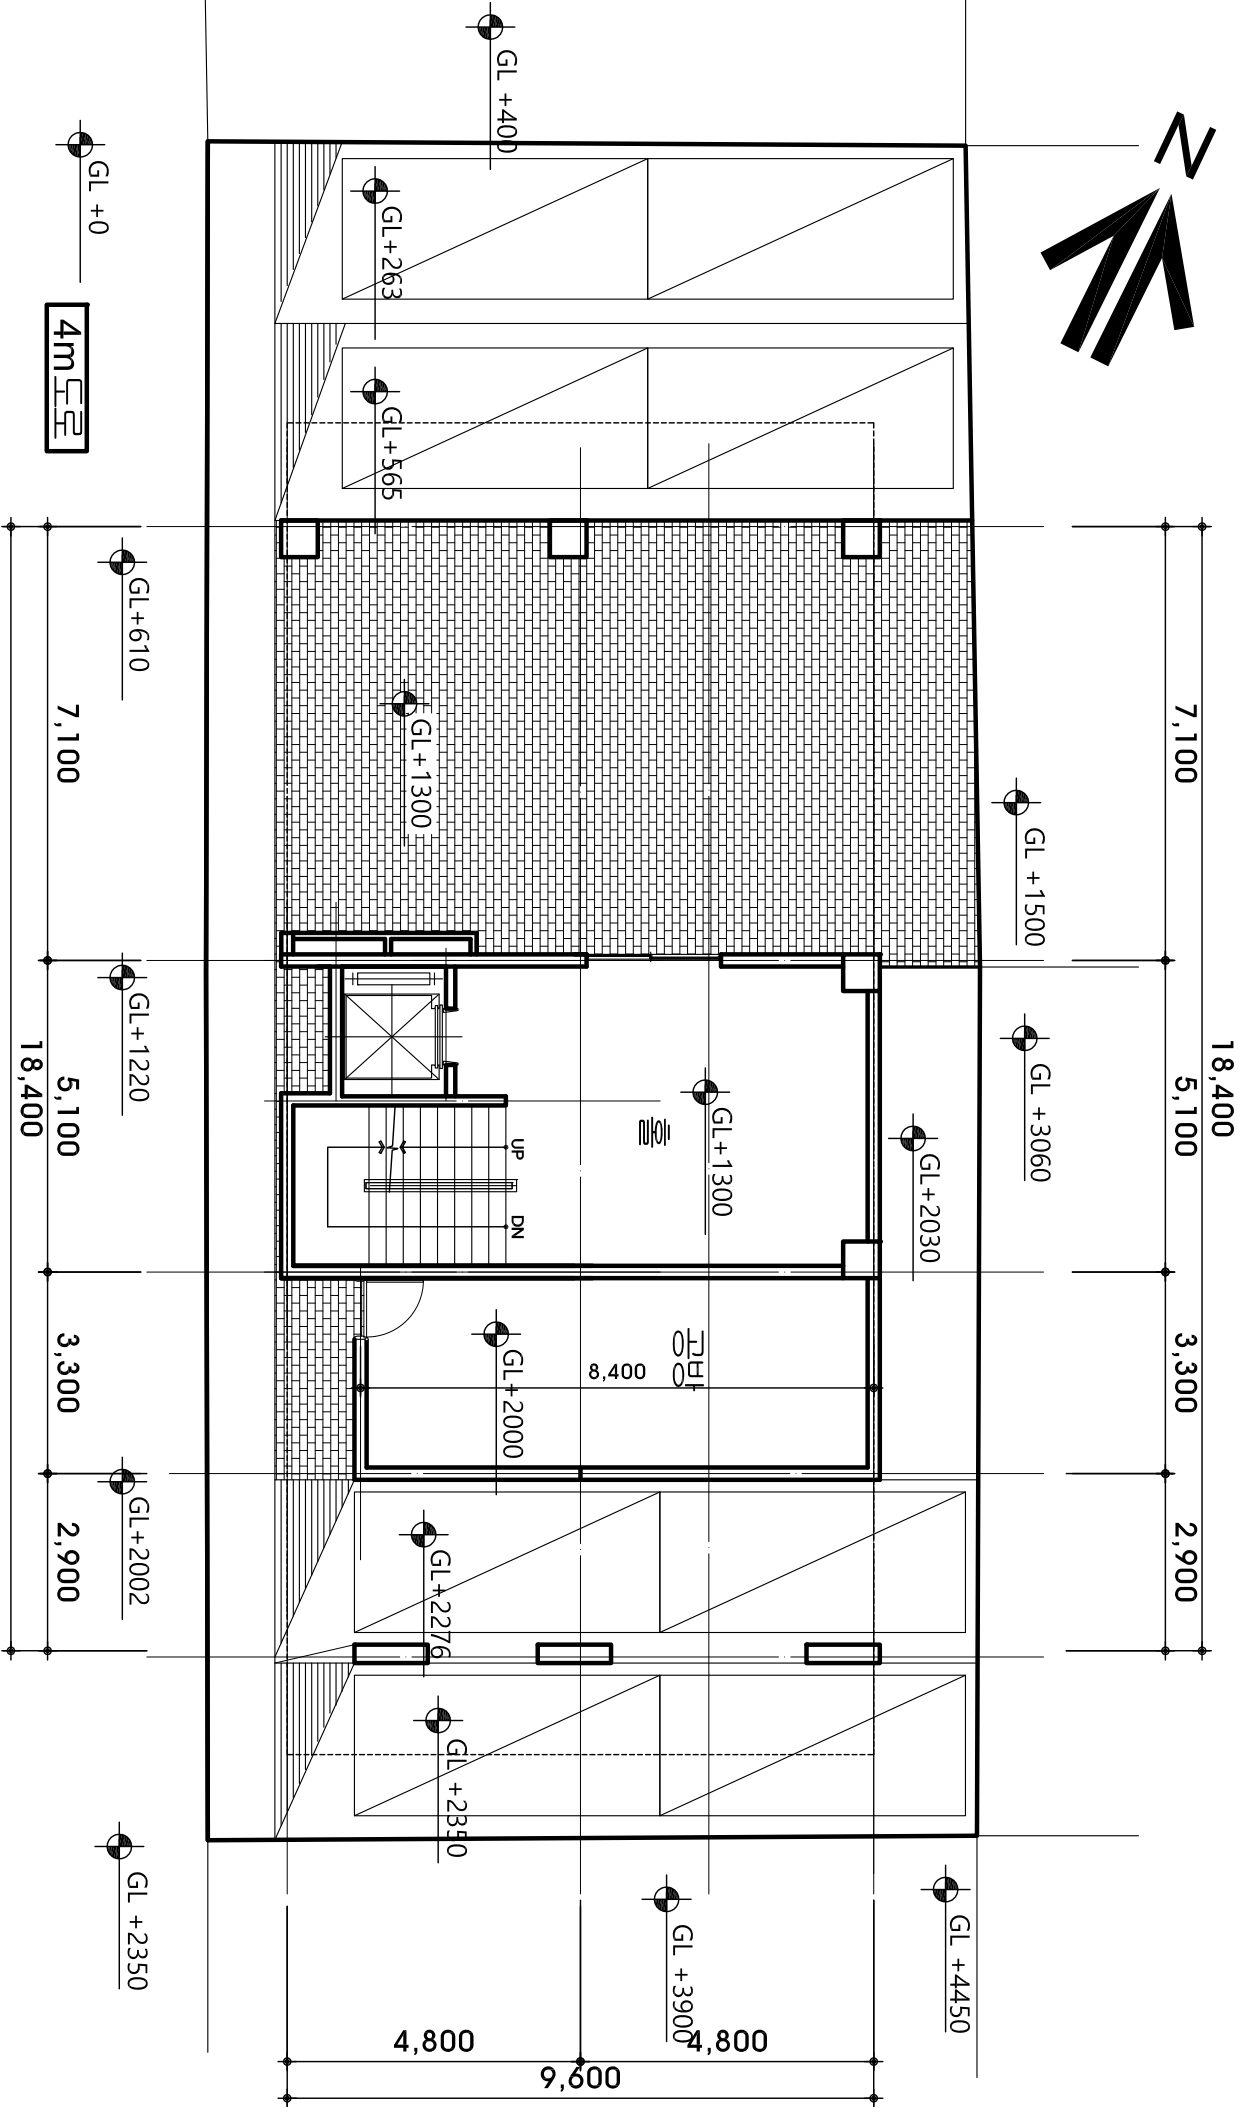 GL +400
N
GL +0
GL+263
4m도로
GL+565
GL+610
7,100
7,100
GL+1300
GL +1500
GL+1220
18,400
5,100
GL +3060
5,100
18,400
GL+1300
홀
UP
DN
GL+2030
3,300
GL+2000
공방
8,400
3,300
GL+2002
2,900
GL+2276
2,900
GL +2350
GL +2350
GL +3900
GL +4450
4,800
4,800
9,600